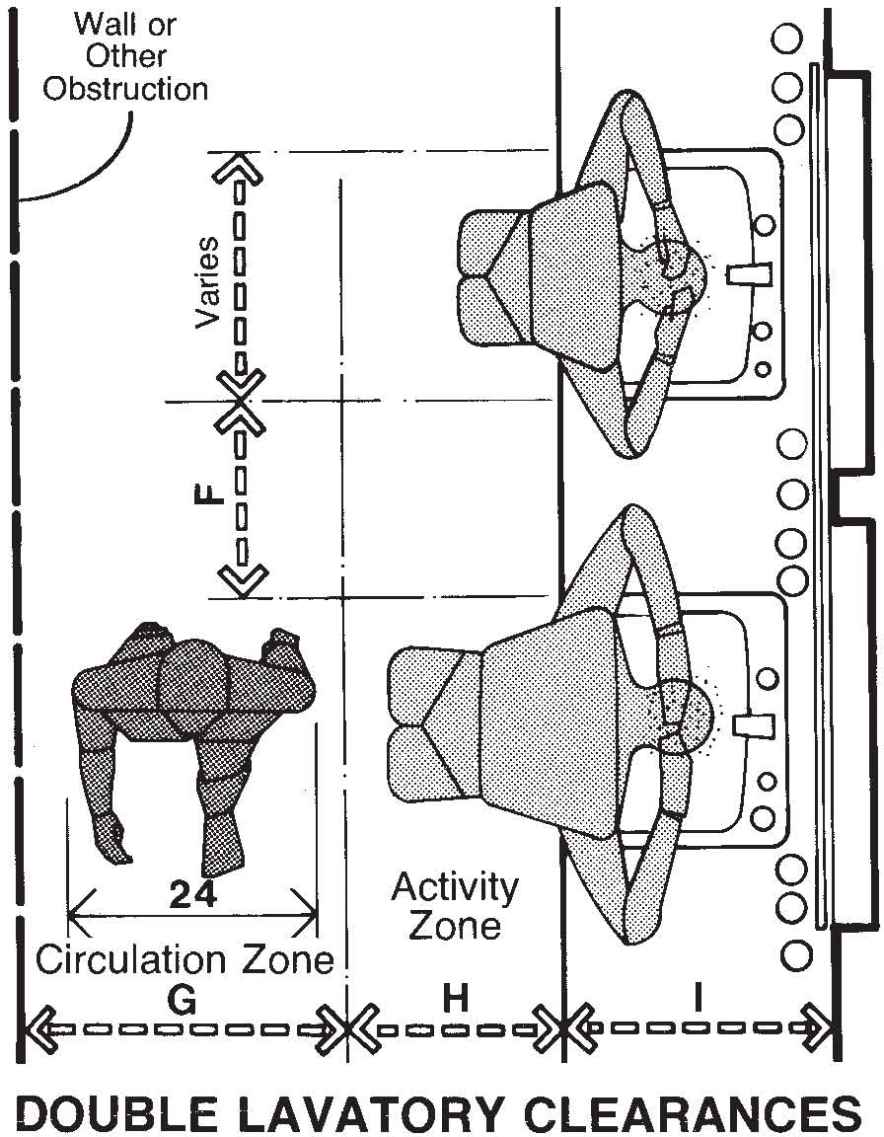 Wall or
Other
Obstruction
Varies
F
24
Activity
Zone
Circulation Zone
G
H
I
DOUBLE LAVATORY CLEARANCES